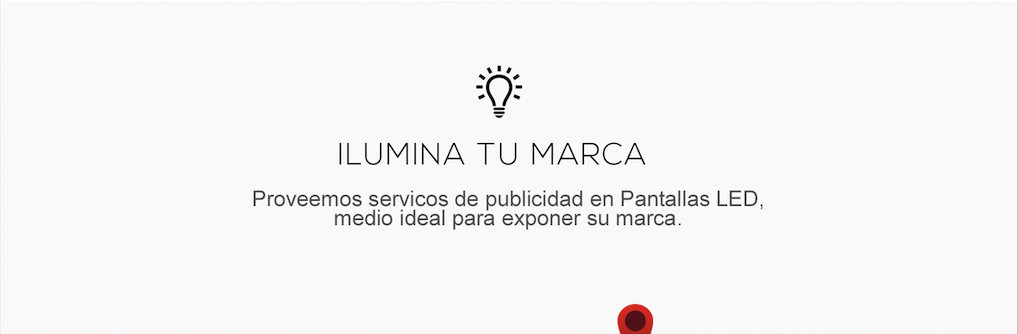 ILUMINA TU MARCA
Proveemos servicos de publicidad en Pantallas LED,
medio ideal para exponer su marca.